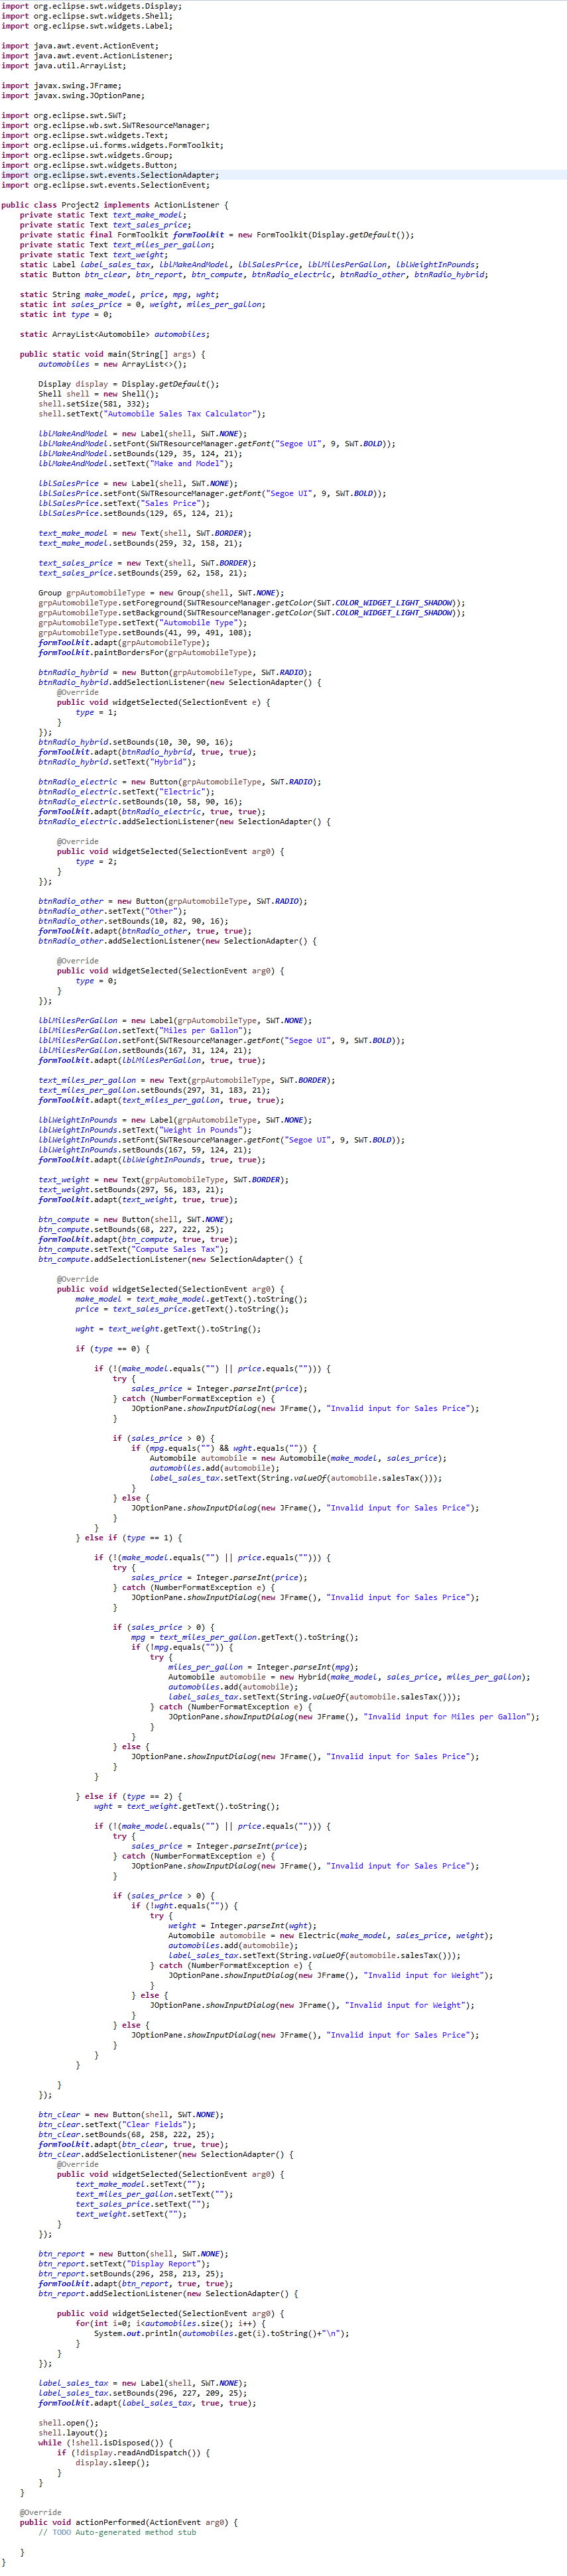 import org.eclipse.swt.widgets.Display;
import org.eclipse.swt.widgets.Shell;
import org.eclipse.swt.widgets.Label;

import java.awt.event.ActionEvent;
import java.awt.event.ActionListener;
import java.util.ArrayList;

import javax.swing.JFrame;
import javax.swing.JOptionPane;

import org.eclipse.swt.SWT;
import org.eclipse.wb.swt.SWTResourceManager;
import org.eclipse.swt.widgets.Text;
import org.eclipse.ui.forms.widgets.FormToolkit;
import org.eclipse.swt.widgets.Group;
import org.eclipse.swt.widgets.Button;
import org.eclipse.swt.events.SelectionAdapter;
import org.eclipse.swt.events.SelectionEvent;

public class Project2 implements ActionListener {
    private static Text text_make_model;
    private static Text text_sales_price;
    private static final FormToolkit formToolkit = new FormToolkit(Display.getDefault());
    private static Text text_miles_per_gallon;
    private static Text text_weight;
    static Label label_sales_tax, lblMakeAndModel, lblSalesPrice, lblMilesPerGallon, lblWeightInPounds;
    static Button btn_clear, btn_report, btn_compute, btnRadio_electric, btnRadio_other, btnRadio_hybrid;

    static String make_model, price, mpg, wght;
    static int sales_price = 0, weight, miles_per_gallon;
    static int type = 0;

    static ArrayList<Automobile> automobiles;

    public static void main(String[] args) {
        automobiles = new ArrayList<>();

        Display display = Display.getDefault();
        Shell shell = new Shell();
        shell.setSize(581, 332);
        shell.setText("Automobile Sales Tax Calculator");

        lblMakeAndModel = new Label(shell, SWT.NONE);
        lblMakeAndModel.setFont(SWTResourceManager.getFont("Segoe UI", 9, SWT.BOLD));
        lblMakeAndModel.setBounds(129, 35, 124, 21);
        lblMakeAndModel.setText("Make and Model");

        lblSalesPrice = new Label(shell, SWT.NONE);
        lblSalesPrice.setFont(SWTResourceManager.getFont("Segoe UI", 9, SWT.BOLD));
        lblSalesPrice.setText("Sales Price");
        lblSalesPrice.setBounds(129, 65, 124, 21);

        text_make_model = new Text(shell, SWT.BORDER);
        text_make_model.setBounds(259, 32, 158, 21);

        text_sales_price = new Text(shell, SWT.BORDER);
        text_sales_price.setBounds(259, 62, 158, 21);

        Group grpAutomobileType = new Group(shell, SWT.NONE);
        grpAutomobileType.setForeground(SWTResourceManager.getColor(SWT.COLOR_WIDGET_LIGHT_SHADOW));
        grpAutomobileType.setBackground(SWTResourceManager.getColor(SWT.COLOR_WIDGET_LIGHT_SHADOW));
        grpAutomobileType.setText("Automobile Type");
        grpAutomobileType.setBounds(41, 99, 491, 108);
        formToolkit.adapt(grpAutomobileType);
        formToolkit.paintBordersFor(grpAutomobileType);

        btnRadio_hybrid = new Button(grpAutomobileType, SWT.RADIO);
        btnRadio_hybrid.addSelectionListener(new SelectionAdapter() {
            @Override
            public void widgetSelected(SelectionEvent e) {
                type = 1;
            }
        });
        btnRadio_hybrid.setBounds(10, 30, 90, 16);
        formToolkit.adapt(btnRadio_hybrid, true, true);
        btnRadio_hybrid.setText("Hybrid");

        btnRadio_electric = new Button(grpAutomobileType, SWT.RADIO);
        btnRadio_electric.setText("Electric");
        btnRadio_electric.setBounds(10, 58, 90, 16);
        formToolkit.adapt(btnRadio_electric, true, true);
        btnRadio_electric.addSelectionListener(new SelectionAdapter() {

            @Override
            public void widgetSelected(SelectionEvent arg0) {
                type = 2;
            }
        });

        btnRadio_other = new Button(grpAutomobileType, SWT.RADIO);
        btnRadio_other.setText("Other");
        btnRadio_other.setBounds(10, 82, 90, 16);
        formToolkit.adapt(btnRadio_other, true, true);
        btnRadio_other.addSelectionListener(new SelectionAdapter() {

            @Override
            public void widgetSelected(SelectionEvent arg0) {
                type = 0;
            }
        });

        lblMilesPerGallon = new Label(grpAutomobileType, SWT.NONE);
        lblMilesPerGallon.setText("Miles per Gallon");
        lblMilesPerGallon.setFont(SWTResourceManager.getFont("Segoe UI", 9, SWT.BOLD));
        lblMilesPerGallon.setBounds(167, 31, 124, 21);
        formToolkit.adapt(lblMilesPerGallon, true, true);

        text_miles_per_gallon = new Text(grpAutomobileType, SWT.BORDER);
        text_miles_per_gallon.setBounds(297, 31, 183, 21);
        formToolkit.adapt(text_miles_per_gallon, true, true);

        lblWeightInPounds = new Label(grpAutomobileType, SWT.NONE);
        lblWeightInPounds.setText("Weight in Pounds");
        lblWeightInPounds.setFont(SWTResourceManager.getFont("Segoe UI", 9, SWT.BOLD));
        lblWeightInPounds.setBounds(167, 59, 124, 21);
        formToolkit.adapt(lblWeightInPounds, true, true);

        text_weight = new Text(grpAutomobileType, SWT.BORDER);
        text_weight.setBounds(297, 56, 183, 21);
        formToolkit.adapt(text_weight, true, true);

        btn_compute = new Button(shell, SWT.NONE);
        btn_compute.setBounds(68, 227, 222, 25);
        formToolkit.adapt(btn_compute, true, true);
        btn_compute.setText("Compute Sales Tax");
        btn_compute.addSelectionListener(new SelectionAdapter() {

            @Override
            public void widgetSelected(SelectionEvent arg0) {
                make_model = text_make_model.getText().toString();
                price = text_sales_price.getText().toString();

                wght = text_weight.getText().toString();

                if (type == 0) {

                    if (!(make_model.equals("") || price.equals(""))) {
                        try {
                            sales_price = Integer.parseInt(price);
                        } catch (NumberFormatException e) {
                            JOptionPane.showInputDialog(new JFrame(), "Invalid input for Sales Price");
                        }

                        if (sales_price > 0) {
                            if (mpg.equals("") && wght.equals("")) {
                                Automobile automobile = new Automobile(make_model, sales_price);
                                automobiles.add(automobile);
                                label_sales_tax.setText(String.valueOf(automobile.salesTax()));
                            }
                        } else {
                            JOptionPane.showInputDialog(new JFrame(), "Invalid input for Sales Price");
                        }
                    }
                } else if (type == 1) {

                    if (!(make_model.equals("") || price.equals(""))) {
                        try {
                            sales_price = Integer.parseInt(price);
                        } catch (NumberFormatException e) {
                            JOptionPane.showInputDialog(new JFrame(), "Invalid input for Sales Price");
                        }

                        if (sales_price > 0) {
                            mpg = text_miles_per_gallon.getText().toString();
                            if (!mpg.equals("")) {
                                try {
                                    miles_per_gallon = Integer.parseInt(mpg);
                                    Automobile automobile = new Hybrid(make_model, sales_price, miles_per_gallon);
                                    automobiles.add(automobile);
                                    label_sales_tax.setText(String.valueOf(automobile.salesTax()));
                                } catch (NumberFormatException e) {
                                    JOptionPane.showInputDialog(new JFrame(), "Invalid input for Miles per Gallon");
                                }
                            }
                        } else {
                            JOptionPane.showInputDialog(new JFrame(), "Invalid input for Sales Price");
                        }
                    }

                } else if (type == 2) {
                    wght = text_weight.getText().toString();

                    if (!(make_model.equals("") || price.equals(""))) {
                        try {
                            sales_price = Integer.parseInt(price);
                        } catch (NumberFormatException e) {
                            JOptionPane.showInputDialog(new JFrame(), "Invalid input for Sales Price");
                        }

                        if (sales_price > 0) {
                            if (!wght.equals("")) {
                                try {
                                    weight = Integer.parseInt(wght);
                                    Automobile automobile = new Electric(make_model, sales_price, weight);
                                    automobiles.add(automobile);
                                    label_sales_tax.setText(String.valueOf(automobile.salesTax()));
                                } catch (NumberFormatException e) {
                                    JOptionPane.showInputDialog(new JFrame(), "Invalid input for Weight");
                                }
                            } else {
                                JOptionPane.showInputDialog(new JFrame(), "Invalid input for Weight");
                            }
                        } else {
                            JOptionPane.showInputDialog(new JFrame(), "Invalid input for Sales Price");
                        }
                    }
                }

            }
        });

        btn_clear = new Button(shell, SWT.NONE);
        btn_clear.setText("Clear Fields");
        btn_clear.setBounds(68, 258, 222, 25);
        formToolkit.adapt(btn_clear, true, true);
        btn_clear.addSelectionListener(new SelectionAdapter() {
            @Override
            public void widgetSelected(SelectionEvent arg0) {
                text_make_model.setText("");
                text_miles_per_gallon.setText("");
                text_sales_price.setText("");
                text_weight.setText("");
            }
        });

        btn_report = new Button(shell, SWT.NONE);
        btn_report.setText("Display Report");
        btn_report.setBounds(296, 258, 213, 25);
        formToolkit.adapt(btn_report, true, true);
        btn_report.addSelectionListener(new SelectionAdapter() {

            public void widgetSelected(SelectionEvent arg0) {
                for(int i=0; i<automobiles.size(); i++) {
                    System.out.println(automobiles.get(i).toString()+"\n");
                }
            }
        });

        label_sales_tax = new Label(shell, SWT.NONE);
        label_sales_tax.setBounds(296, 227, 209, 25);
        formToolkit.adapt(label_sales_tax, true, true);

        shell.open();
        shell.layout();
        while (!shell.isDisposed()) {
            if (!display.readAndDispatch()) {
                display.sleep();
            }
        }
    }

    @Override
    public void actionPerformed(ActionEvent arg0) {
        // TODO Auto-generated method stub

    }
}